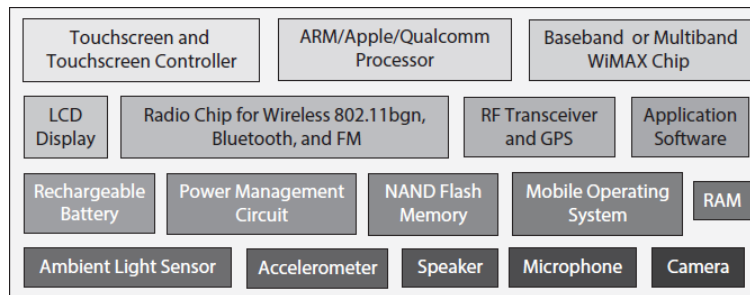 Touchscreen and
Touchscreen Controller
ARM/Apple/Qualcomm
Processor
Baseband or Multiband
WiMAX Chip
LCD
Display
Radio Chip for Wireless 802.11bgn,
Bluetooth, and FM
RF Transceiver
and GPS
Application
Software
Rechargeable
Battery
Power Management
Circuit
NAND Flash
Memory
Mobile Operating
System
RAM
Ambient Light Sensor
Accelerometer
Speaker
Microphone
Camera